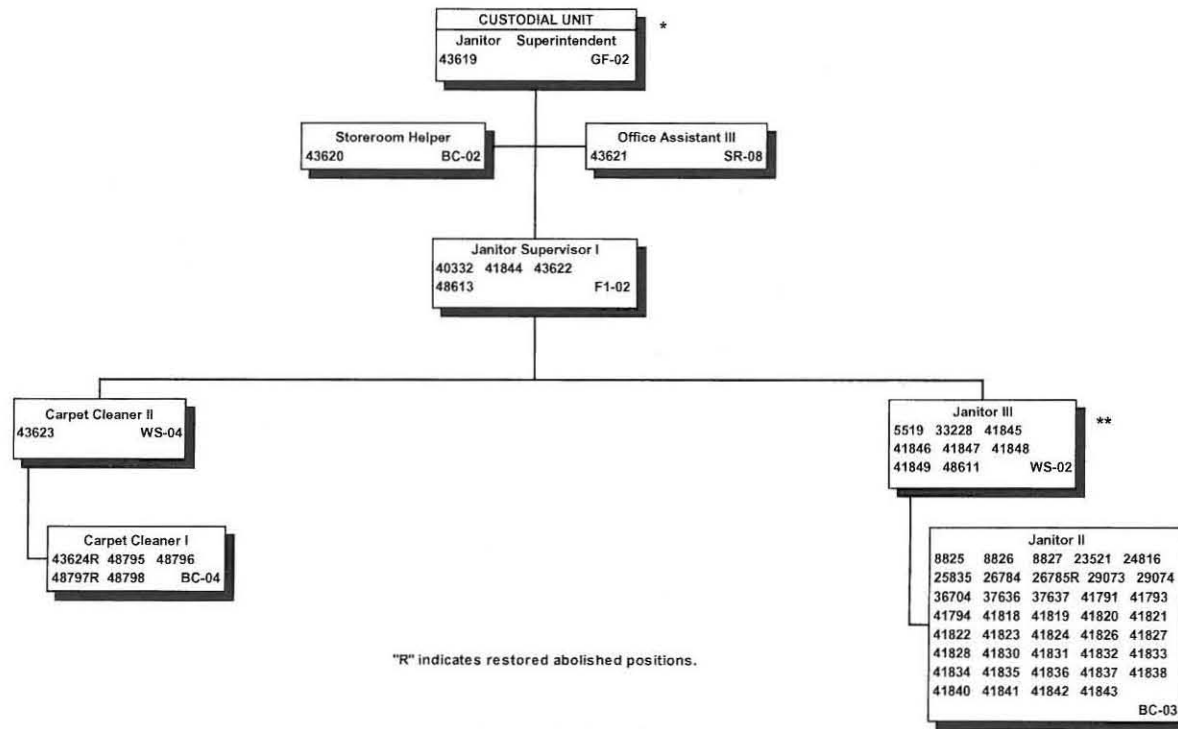 CUSTODIAL UNIT
*
Janitor Superintendent
43619 GF-02
Storeroom Helper
43620 BC-02
Office Assistant III
43621 SR-08
Janitor Supervisor I
40332 41844 43622
48613 F1-02
Carpet Cleaner II
43623 WS-04
Carpet Cleaner I
43624R 48795 48796
48797R 48798 BC-04
Janitor III
**
5519 33228 41845
41846 41847 41848
41849 48611 WS-02
Janitor II
8825 8826 8827 23521 24816
25835 26784 26785R 29073 29074
36704 37636 37637 41791 41793
41794 41818 41819 41820 41821
41822 41823 41824 41826 41827
41828 41830 41831 41832 41833
41834 41835 41836 41837 41838
41840 41841 41842 41843
BC-03
"R" indicates restored abolished positions.